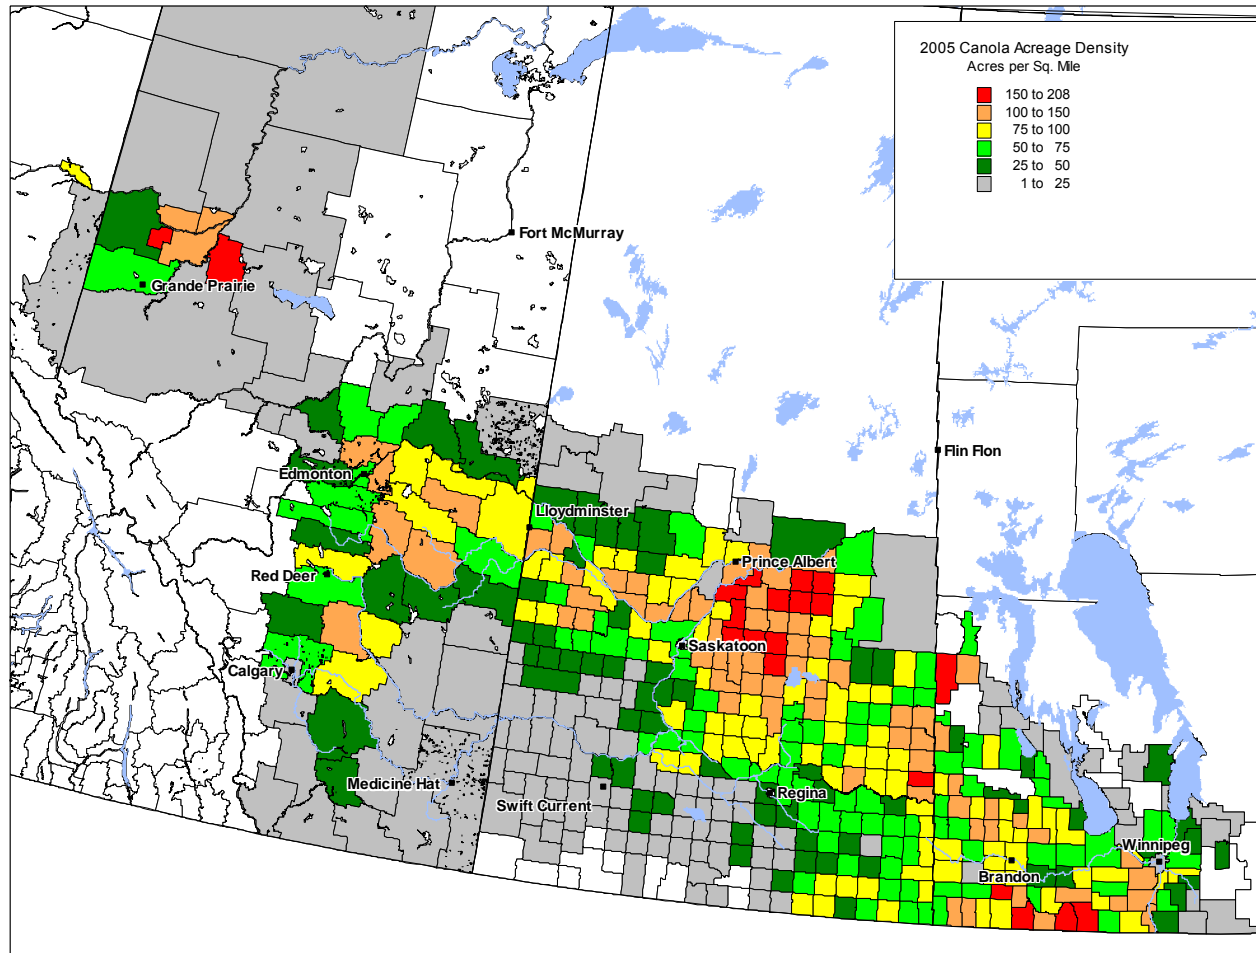 2005 Canola Acreage Density
Acres per Sq. Mile
150 to 208
100 to 150
75 to 100
50 to 75
25 to 50
1 to 25
Fort McMurray
Grande Prairie
Flin Flon
Edmonton
Lloydminster
Prince Albert
Red Deer
Saskatoon
Calgary
Medicine Hat
Swift Current
Regina
Winnipeg
Brandon